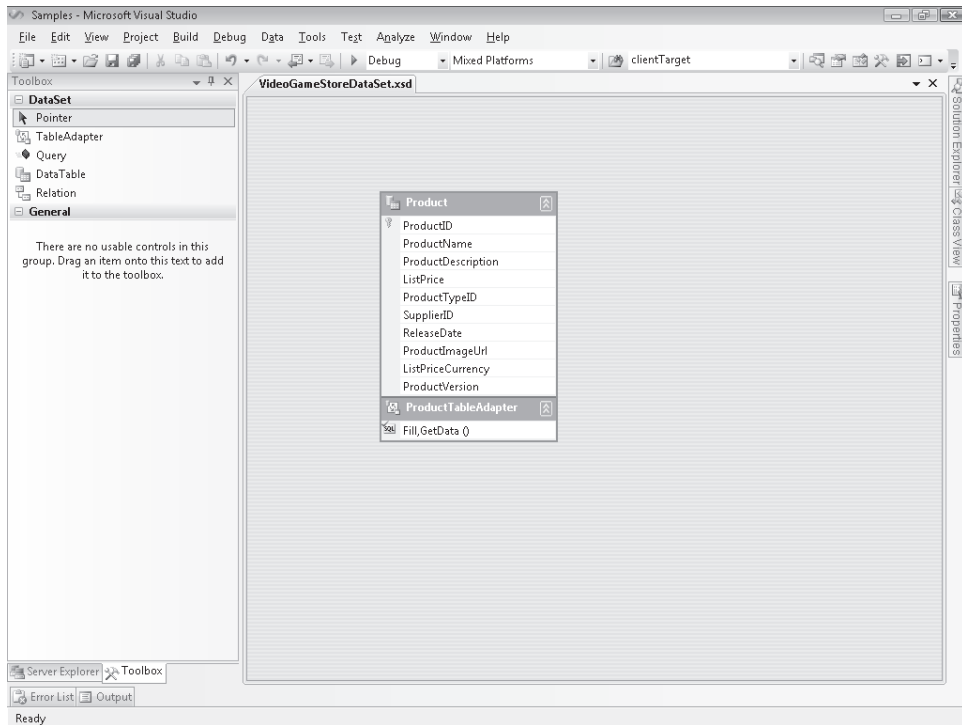 Samples - Microsoft Visual Studio
File Edit View Project Build Debug Data Tools Test Analyze Window Help
Debug Mixed Platforms clientTarget
Toolbox
VideoGameStoreDataSet.xsd
DataSet
Pointer
TableAdapter
Query
DataTable
Relation
General
There are no usable controls in this
group. Drag an item onto this text to add
it to the toolbox.
Product
ProductID
ProductName
ProductDescription
ListPrice
ProductTypeID
SupplierID
ReleaseDate
ProductImageUrl
ListPriceCurrency
ProductVersion
ProductTableAdapter
SQL Fill,GetData ()
Solution Explorer
Class View
Properties
Server Explorer Toolbox
Error List Output
Ready